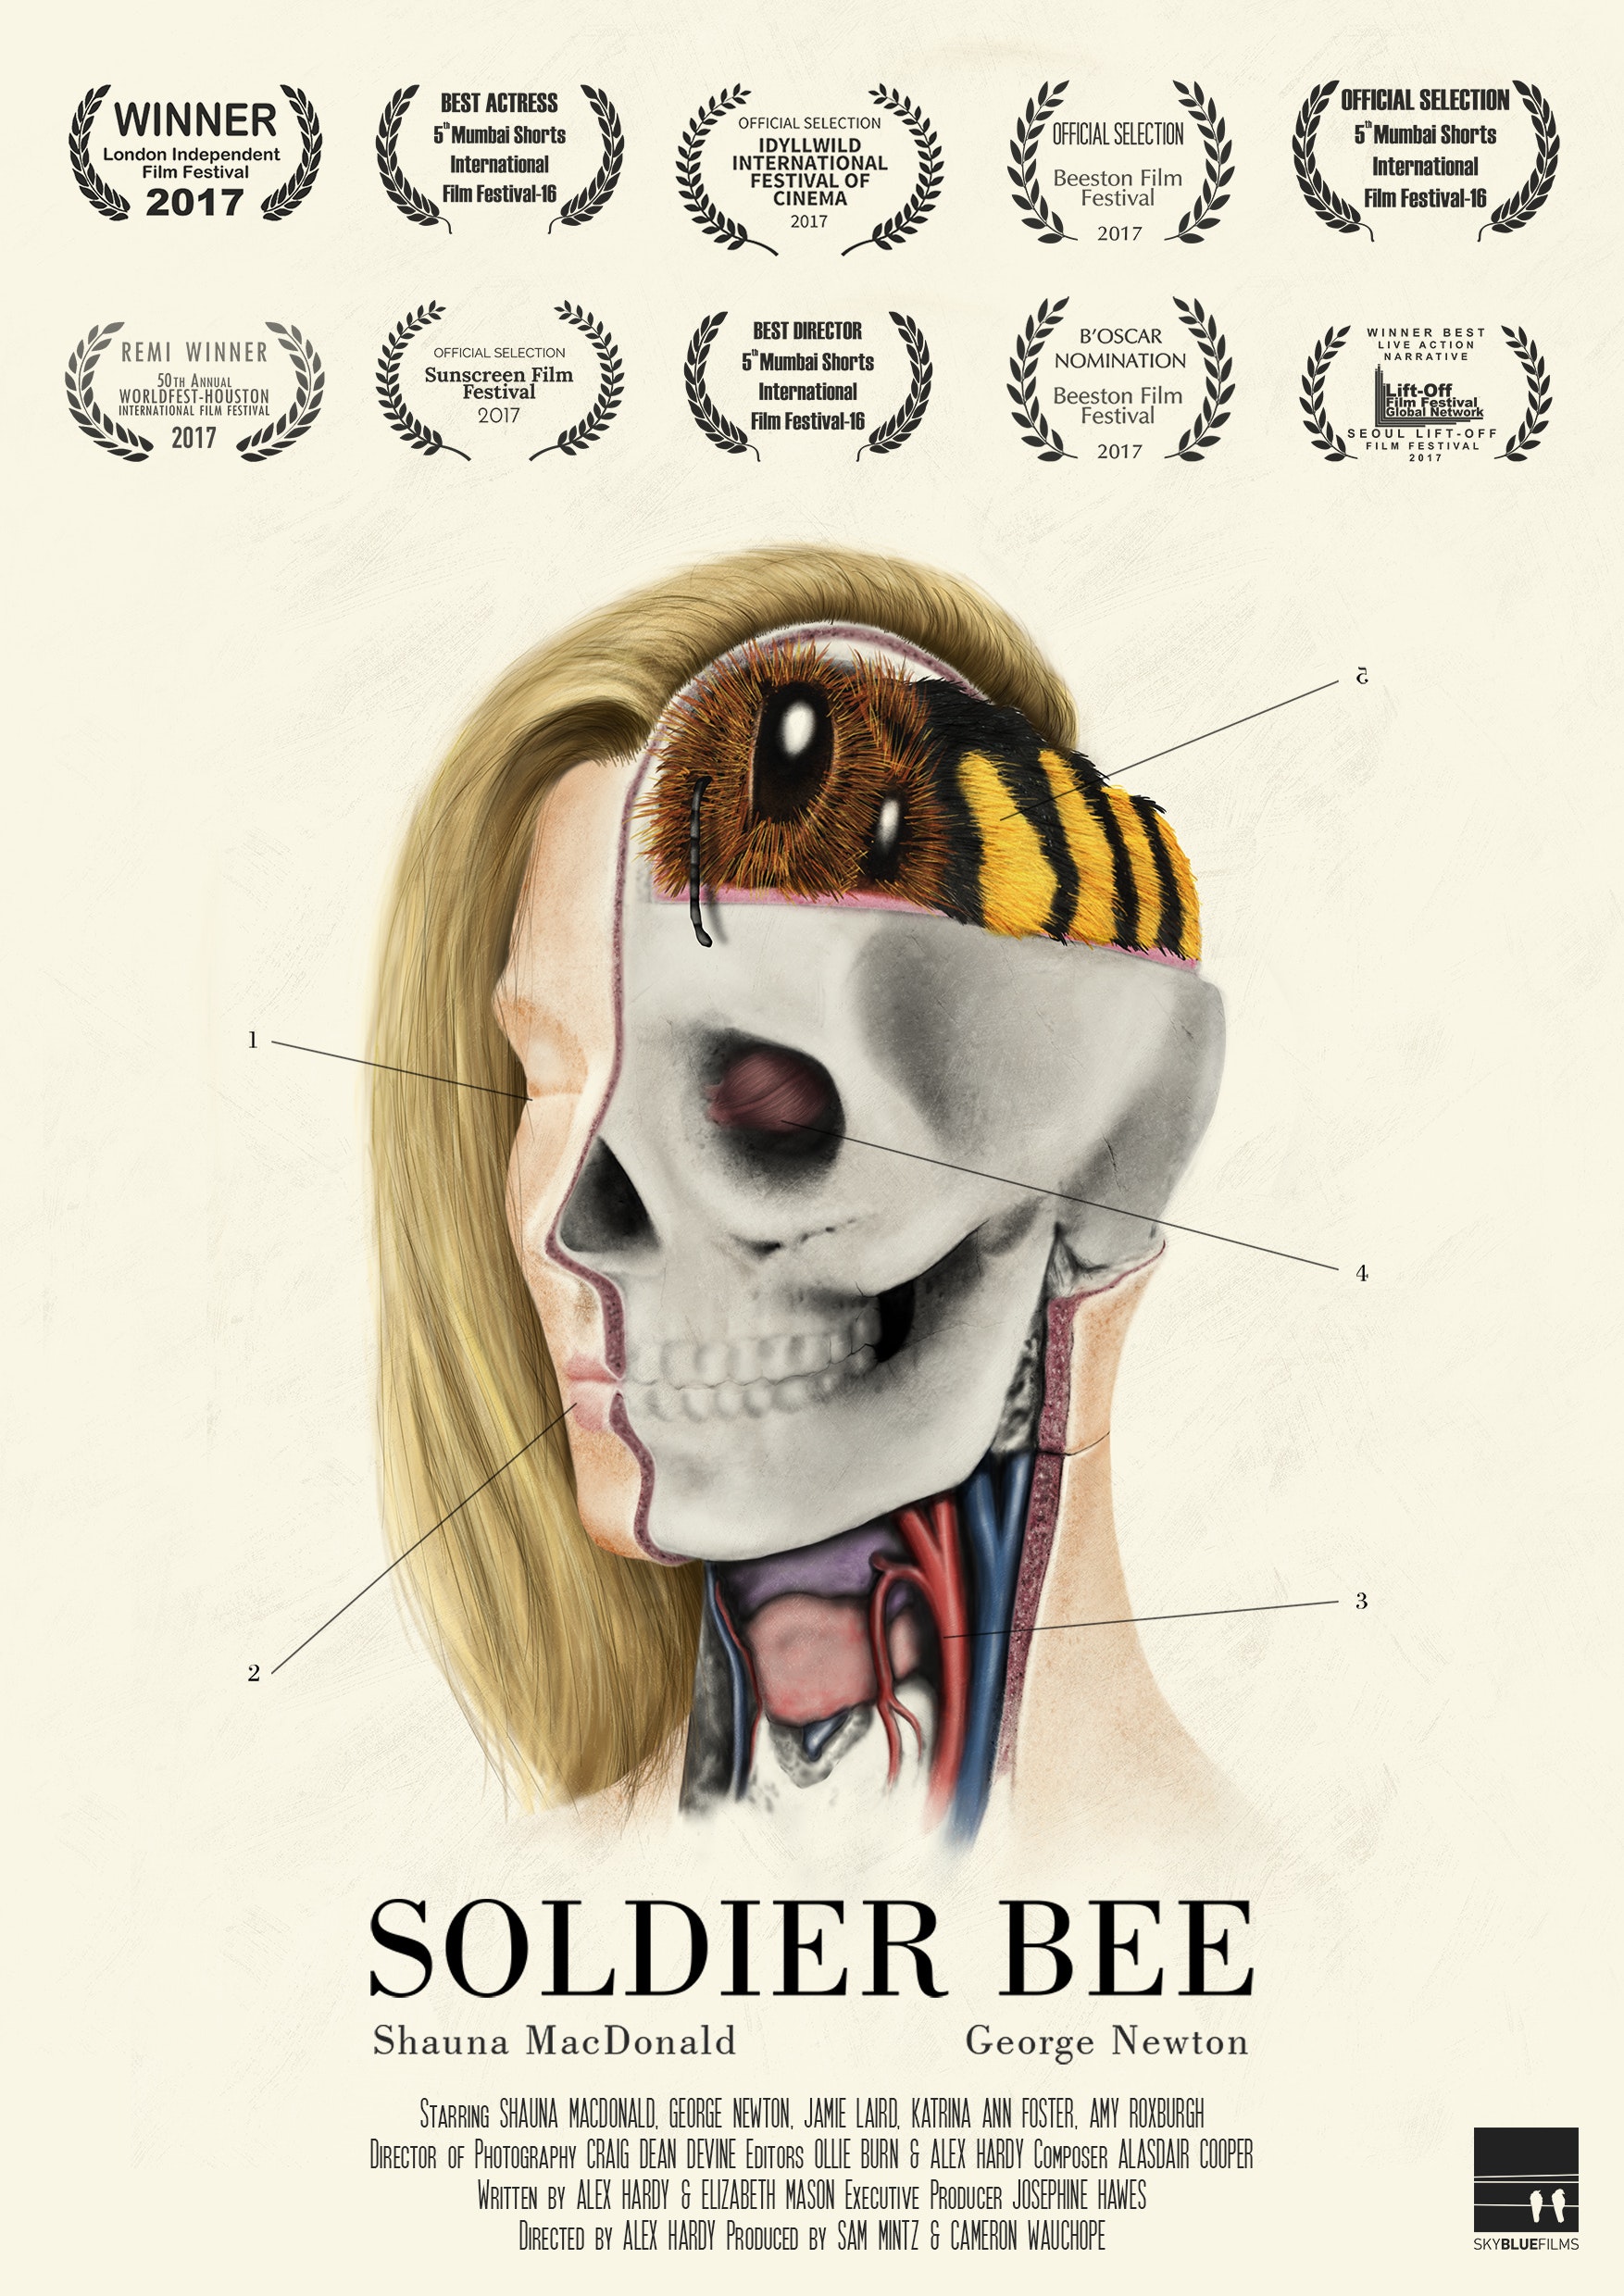 WINNER
London Independent
Film Festival
2017
BEST ACTRESS
5th Mumbai Shorts
International
Film Festival-16
OFFICIAL SELECTION
IDYLLWILD
INTERNATIONAL
FESTIVAL OF
CINEMA
2017
OFFICIAL SELECTION
Beeston Film
Festival
2017
OFFICIAL SELECTION
5th Mumbai Shorts
International
Film Festival-16
REMI WINNER
50TH ANNUAL
WORLDFEST-HOUSTON
INTERNATIONAL FILM FESTIVAL
2017
OFFICIAL SELECTION
Sunscreen Film
Festival
2017
BEST DIRECTOR
5th Mumbai Shorts
International
Film Festival-16
B'OSCAR
NOMINATION
Beeston Film
Festival
2017
WINNER BEST
LIVE ACTION
NARRATIVE
Lift-Off
Film Festival
Global Network
SEOUL LIFT-OFF
FILM FESTIVAL
2017
5
1
4
3
2
SOLDIER BEE
Shauna MacDonald George Newton
STARRING SHAUNA MACDONALD, GEORGE NEWTON, JAMIE LAIRD, KATRINA ANN FOSTER, AMY ROXBURGH
DIRECTOR OF PHOTOGRAPHY CRAIG DEAN DEVINE EDITORS OLLIE BURN & ALEX HARDY COMPOSER ALASDAIR COOPER
WRITTEN BY ALEX HARDY & ELIZABETH MASON EXECUTIVE PRODUCER JOSEPHINE HAWES
DIRECTED BY ALEX HARDY PRODUCED BY SAM MINTZ & CAMERON WAUCHOPE
SKYBLUEFILMS